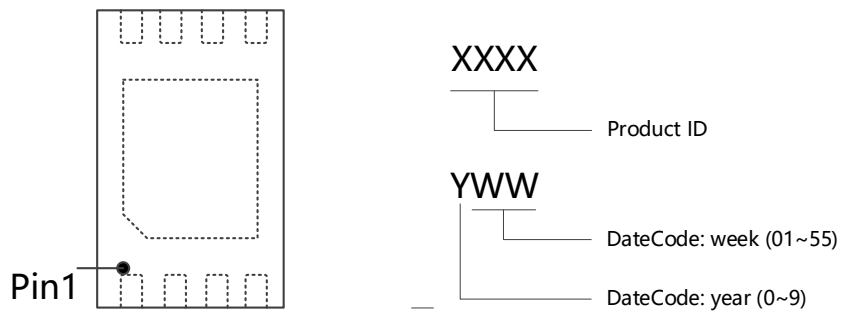 XXXX
Product ID
YWW
DateCode: week (01~55)
DateCode: year (0~9)
Pin1